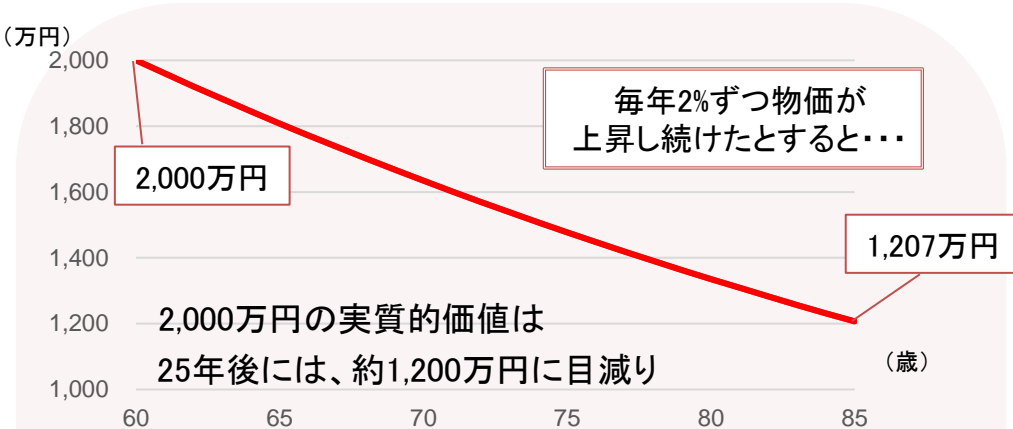 （万円）
2,000
毎年2%ずつ物価が
上昇し続けたとすると・・・
1,800
2,000万円
1,600
1,400
1,207万円
2,000万円の実質的価値は
1,200
25年後には、約1,200万円に目減り
（歳）
1,000
60 65 70 75 80 85